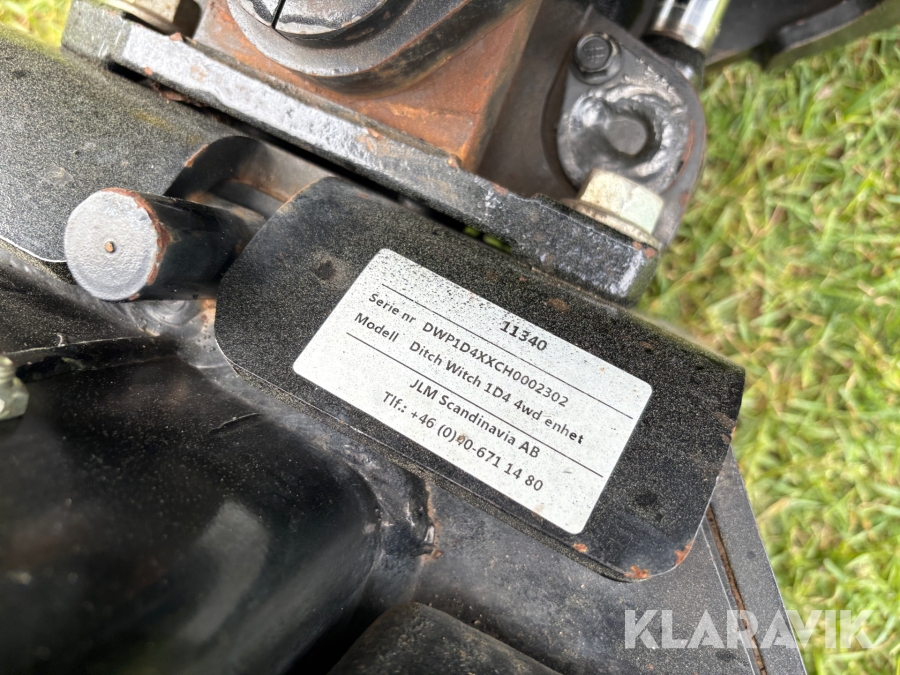 11340
Serie nr DWP1D4XXCH0002302
Modell Ditch Witch 1D4 4wd enhet
JLM Scandinavia AB
Tlf.: +46 (0)40-671 14 80
KLARAVIK